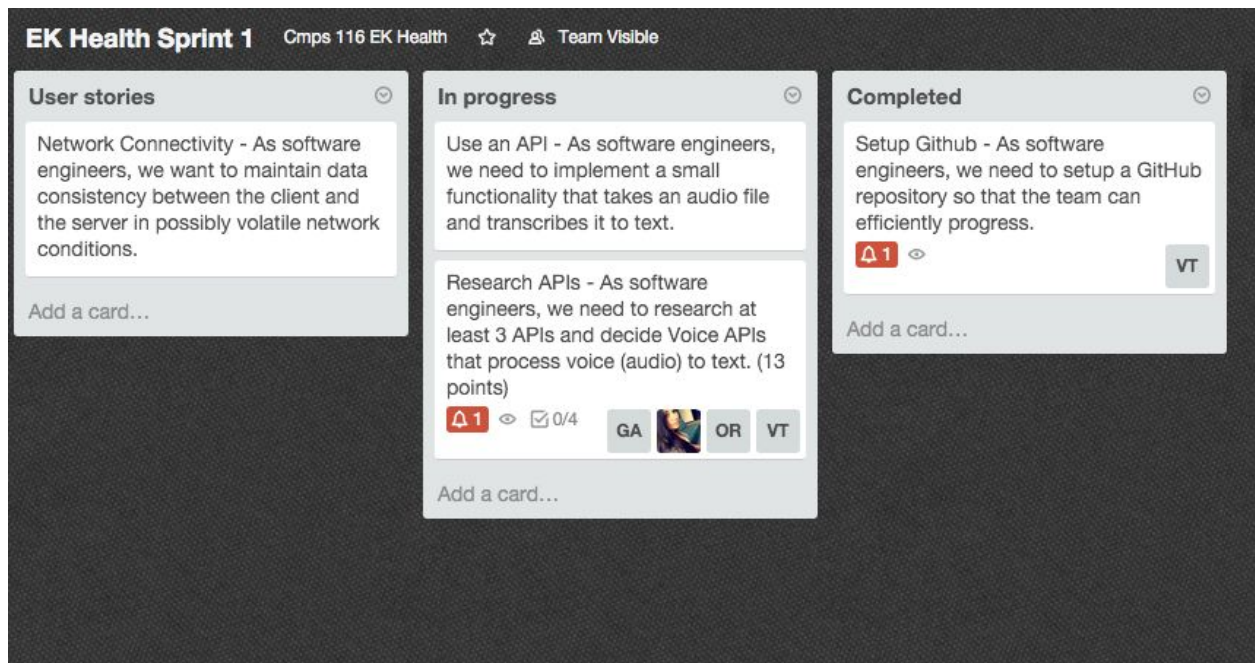 EK Health Sprint 1 Cmps 116 EK Health Team Visible
User stories
Network Connectivity - As software
engineers, we want to maintain data
consistency between the client and
the server in possibly volatile network
conditions.
Add a card...
In progress
Use an API - As software engineers,
we need to implement a small
functionality that takes an audio file
and transcribes it to text.
Research APIs - As software
engineers, we need to research at
least 3 APIs and decide Voice APIs
that process voice (audio) to text. (13
points)
1 0/4 GA OR VT
Add a card...
Completed
Setup Github - As software
engineers, we need to setup a GitHub
repository so that the team can
efficiently progress.
1 VT
Add a card...